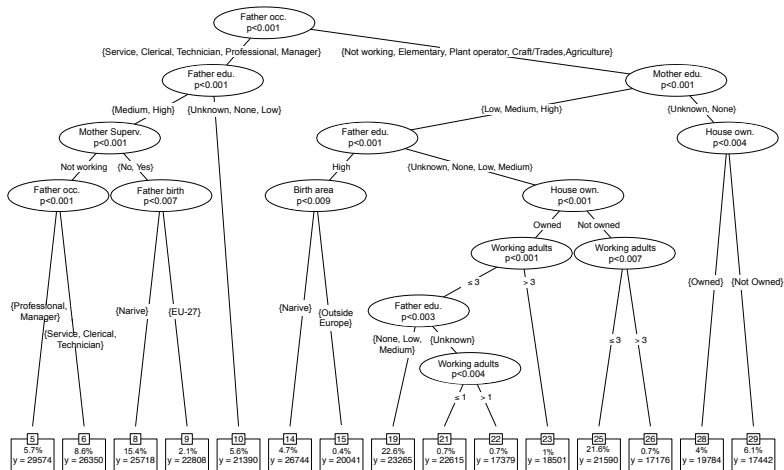 Father occ.
p<0.001
{Service, Clerical, Technician, Professional, Manager}
{Not working, Elementary, Plant operator, Craft/Trades,Agriculture}
Father edu.
p<0.001
Mother edu.
p<0.001
{Medium, High}
{Unknown, None, Low}
{Low, Medium, High}
{Unknown, None}
Mother Superv.
p<0.001
Father edu.
p<0.001
House own.
p<0.004
Not working
{No, Yes}
High
{Unknown, None, Low, Medium}
Father occ.
p<0.001
Father birth
p<0.007
Birth area
p<0.009
House own.
p<0.001
Owned
Not owned
Working adults
p<0.001
Working adults
p<0.007
≤ 3
> 3
{Professional,
Manager}
{Service, Clerical,
Technician}
{Narive}
{EU-27}
{Narive}
{Outside
Europe}
Father edu.
p<0.003
{Owned}
{Not Owned}
{None, Low,
Medium}
{Unknown}
≤ 3
> 3
Working adults
p<0.004
≤ 1
> 1
5
5.7%
y = 29574
6
8.6%
y = 26350
8
15.4%
y = 25718
9
2.1%
y = 22808
10
5.6%
y = 21390
14
4.7%
y = 26744
15
0.4%
y = 20041
19
22.6%
y = 23265
21
0.7%
y = 22615
22
0.7%
y = 17379
23
1%
y = 18501
25
21.6%
y = 21590
26
0.7%
y = 17176
28
4%
y = 19784
29
6.1%
y = 17442